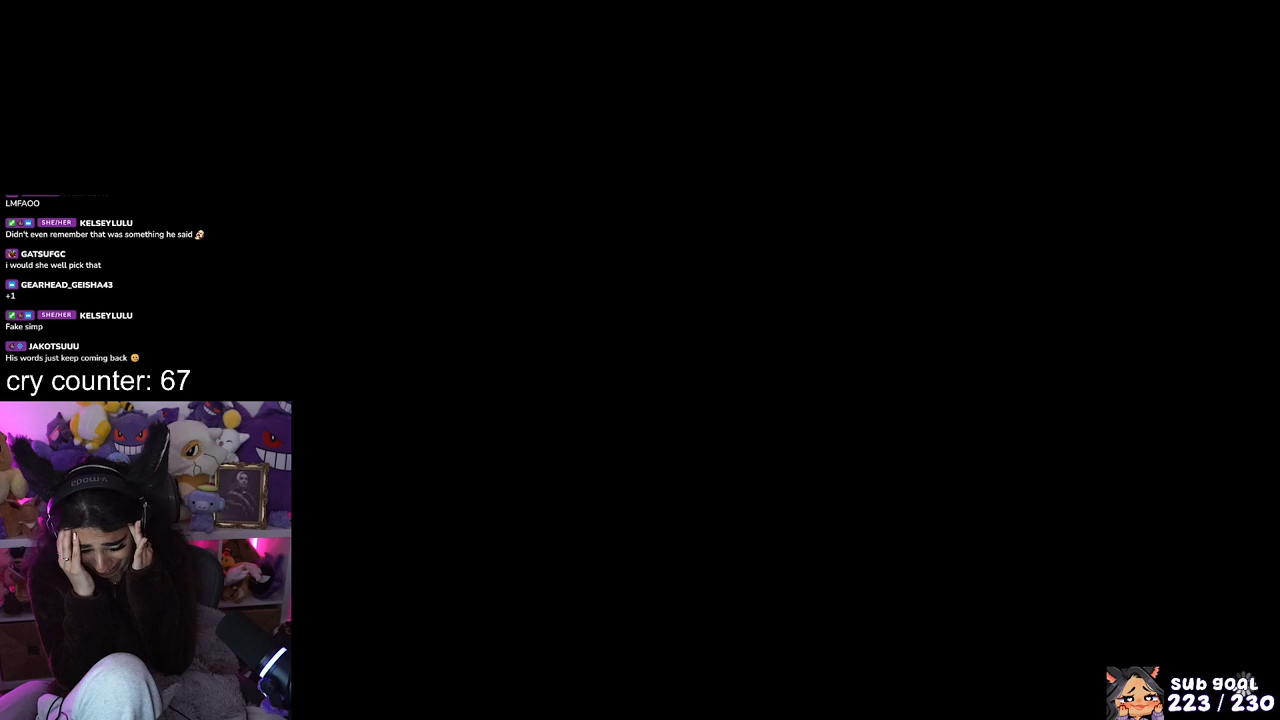 LMFAOO
SHE/HER KELSEYLULU
Didn't even remember that was something he said
GATSUFGC
i would she well pick that
GEARHEAD_GEISHA43
+1
SHE/HER KELSEYLULU
Fake simp
JAKOTSUUU
His words just keep coming back
cry counter: 67
v-moda
sub goal
223 / 230